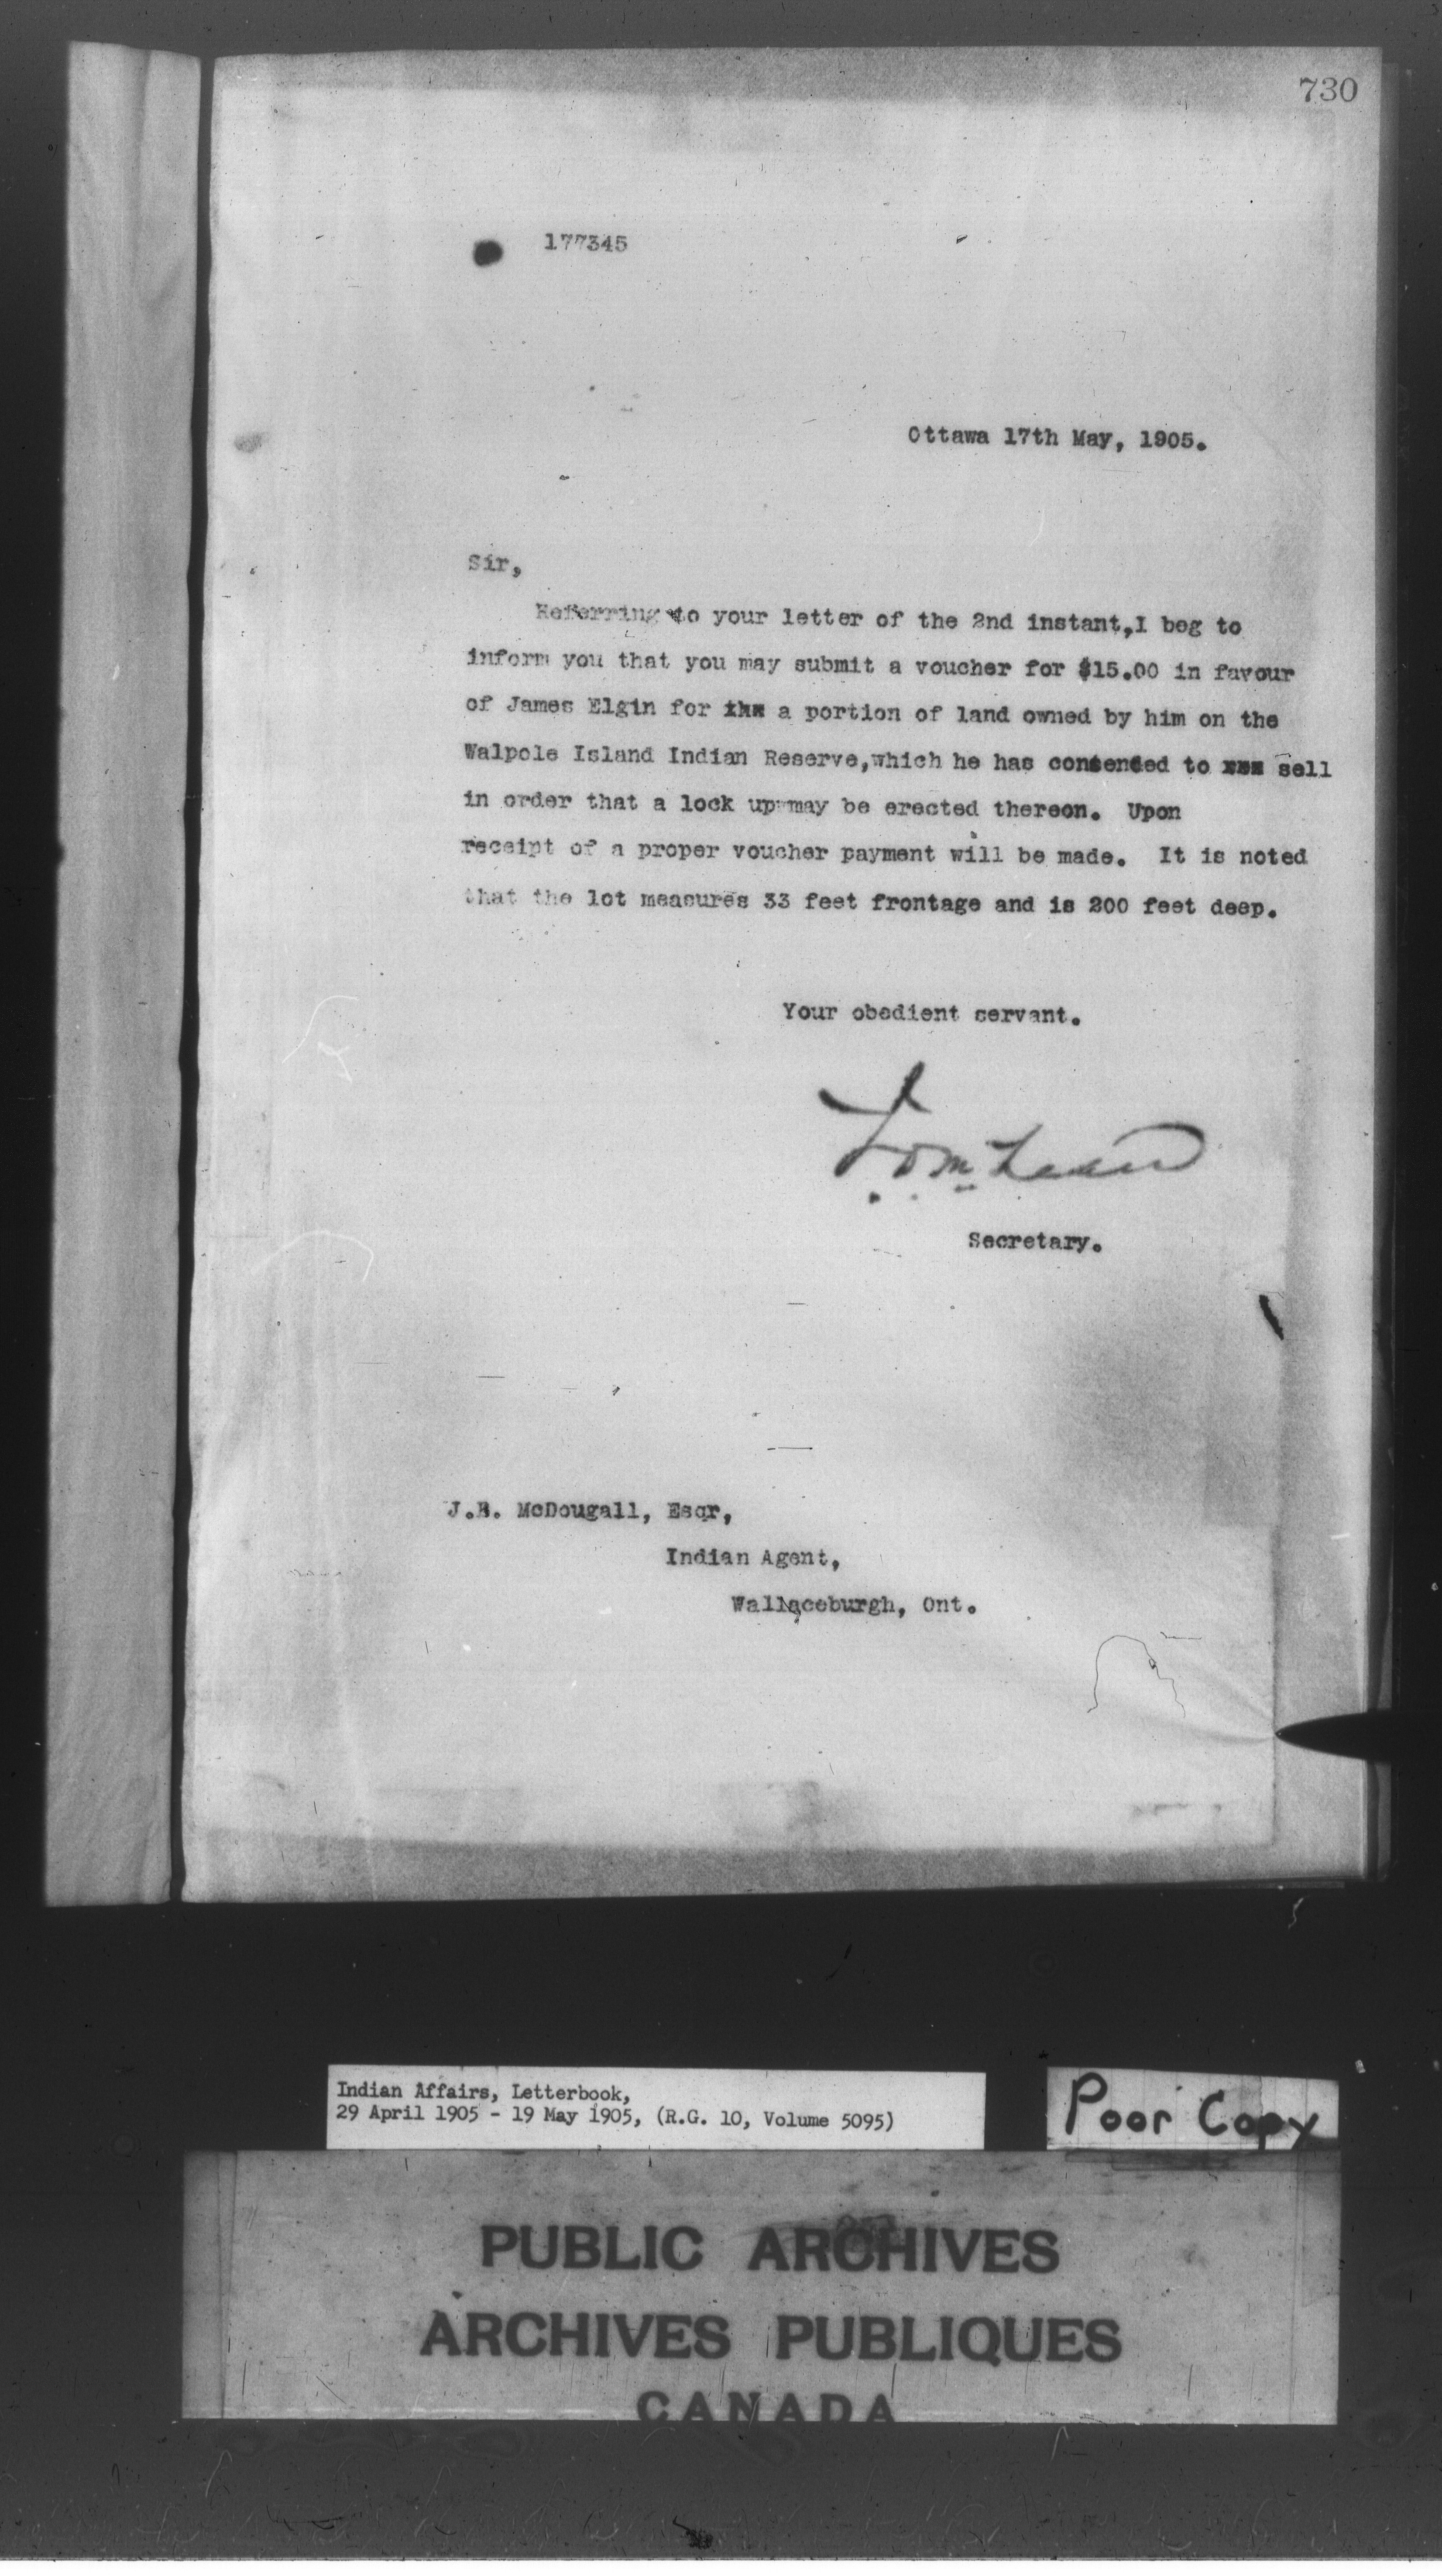 730
177345
Ottawa 17th May, 1905.
Sir,
Referring to your letter of the 2nd instant, I beg to
inform you that you may submit a voucher for $15.00 in favour
of James Elgin for a portion of land owned by him on the
Walpole Island Indian Reserve, which he has consented to sell
in order that a lock up may be erected thereon. Upon
receipt of a proper voucher payment will be made. It is noted
that the lot measures 33 feet frontage and is 200 feet deep.
Your obedient servant.
Secretary.
McDougall, Esqr,
Indian Agent,
Wallaceburgh, Ont.
Indian Affairs, Letterbook,
29 April 1905 - 19 May 1905, (R.G. 10, Volume 5095)
Poor Copy
PUBLIC ARCHIVES
ARCHIVES PUBLIQUES
CANADA